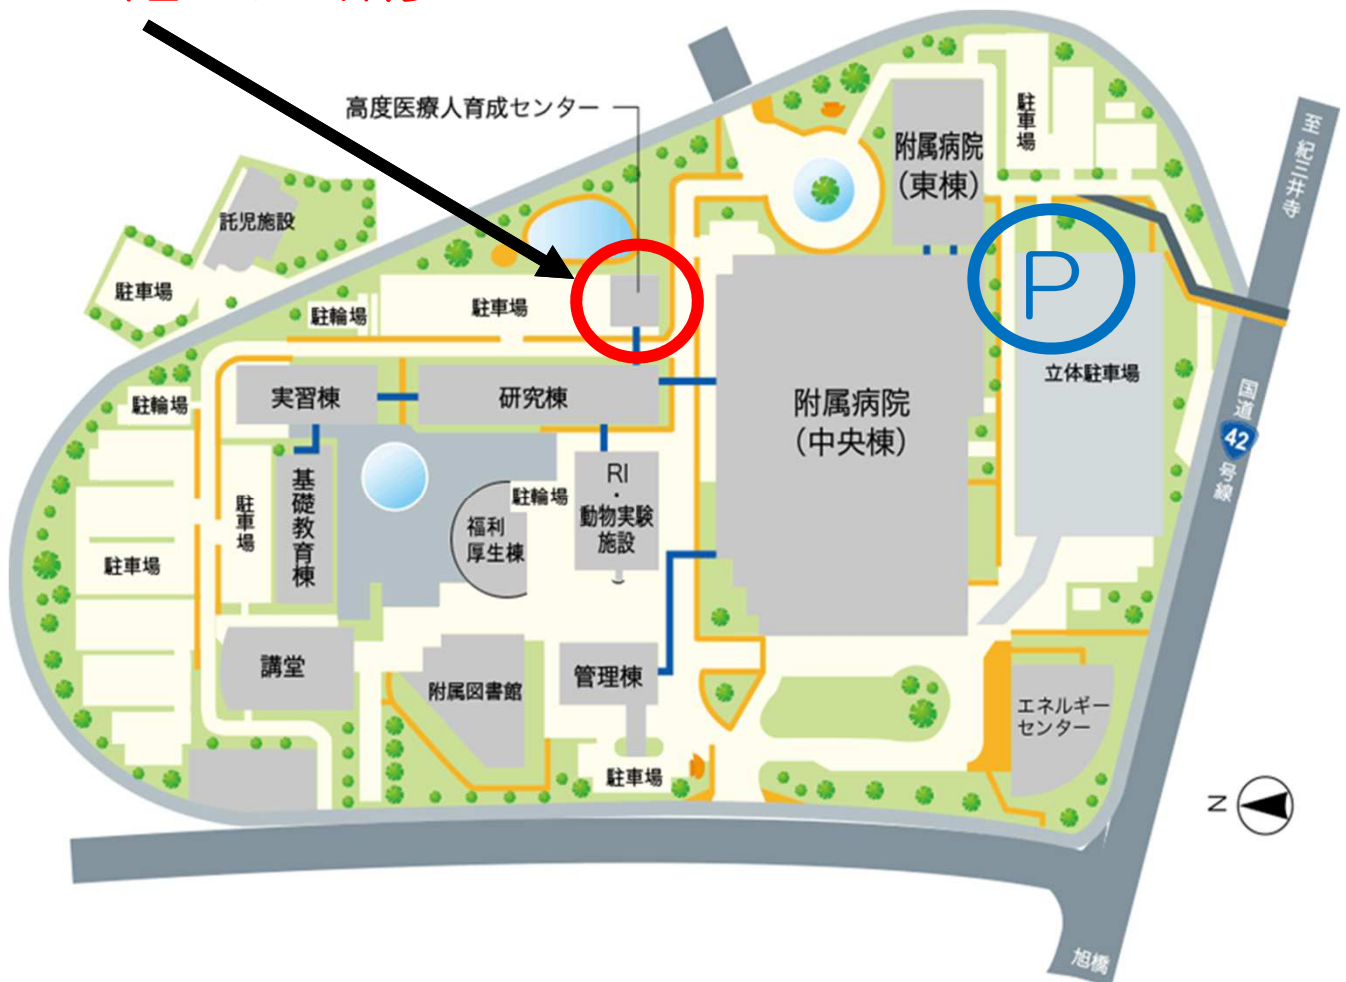 高度医療人育成センター
駐車場
附属病院
（東棟）
至 紀三井寺
託児施設
P
駐車場
駐輪場
駐車場
立体駐車場
国道
42
号線
実習棟
研究棟
附属病院
（中央棟）
駐輪場
RI
・
動物実験
施設
基礎教育棟
駐車場
駐輪場
福利
厚生棟
駐車場
講堂
附属図書館
管理棟
エネルギー
センター
駐車場
N
旭橋